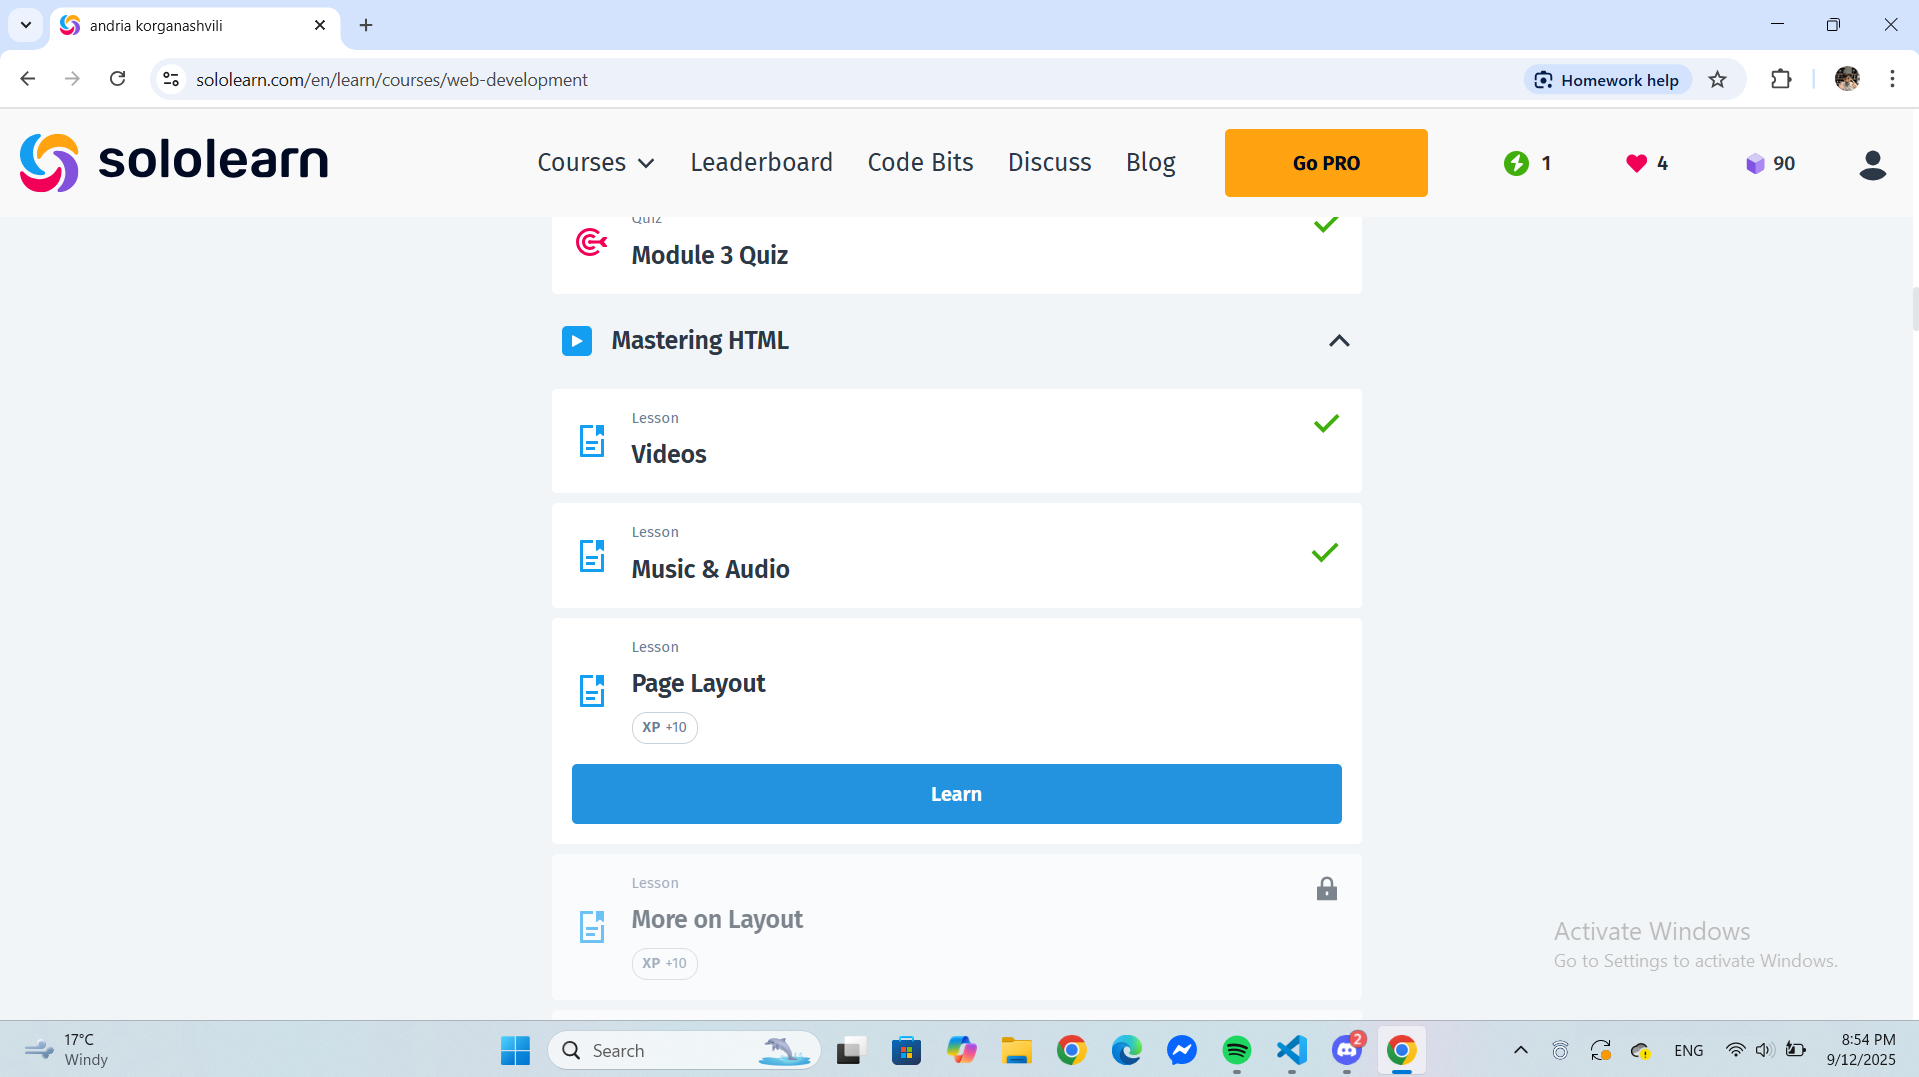 andria korganashvili
sololearn.com/en/learn/courses/web-development
Homework help
sololearn
Courses
Leaderboard
Code Bits
Discuss
Blog
Go PRO
1
4
90
Quiz
Module 3 Quiz
Mastering HTML
Lesson
Videos
Lesson
Music & Audio
Lesson
Page Layout
XP +10
Learn
Lesson
More on Layout
XP +10
Activate Windows
Go to Settings to activate Windows.
17°C
Windy
Search
2
ENG
8:54 PM
9/12/2025